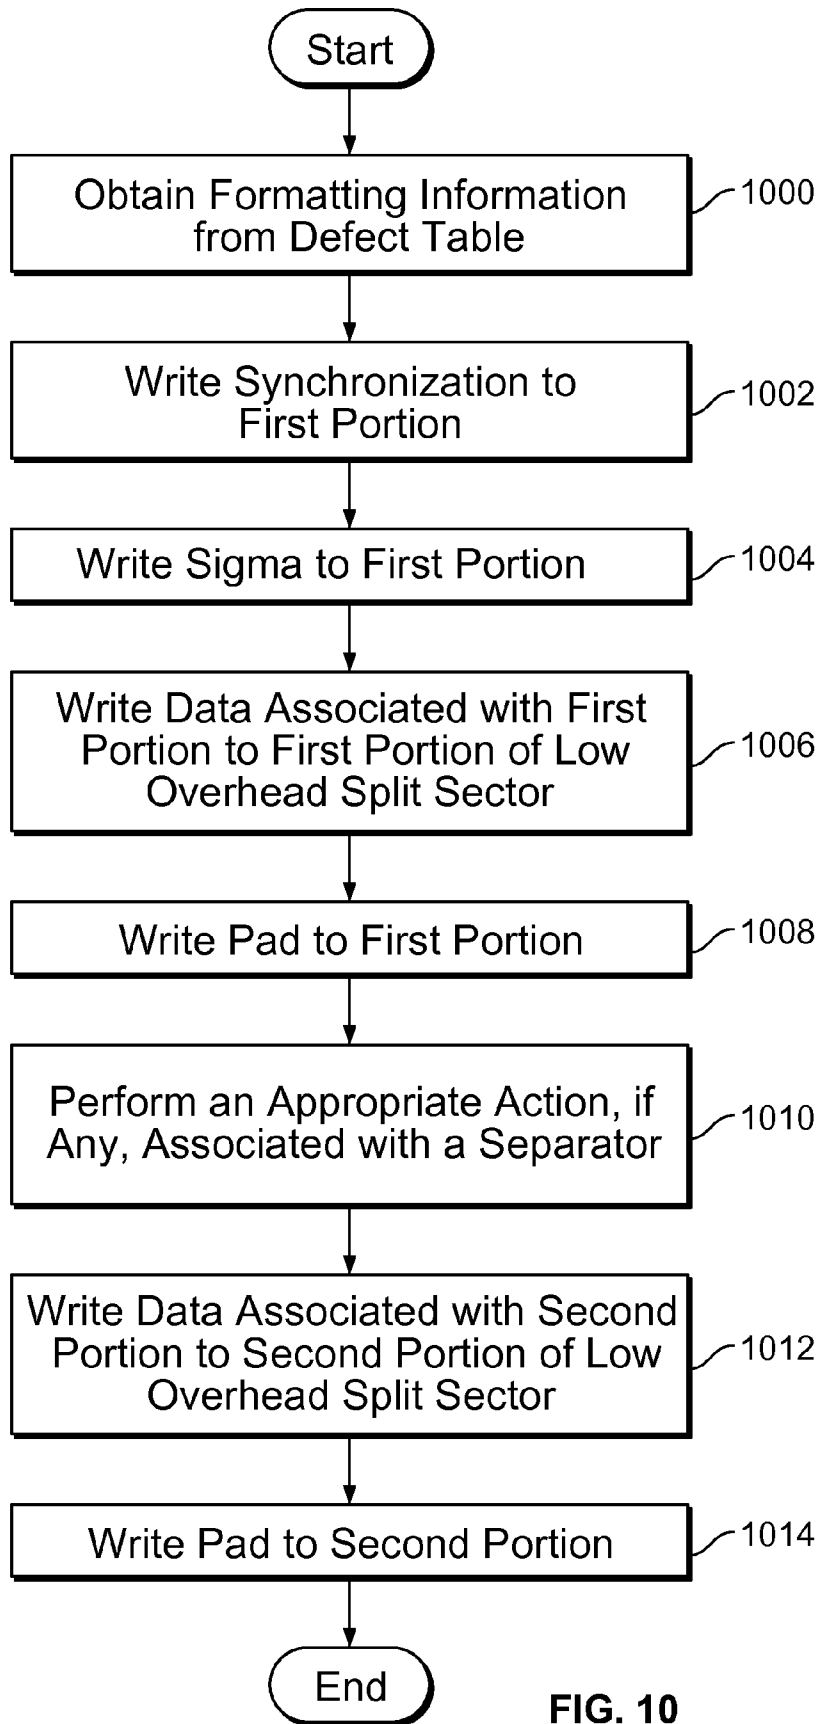 Start
Obtain Formatting Information
from Defect Table
1000
Write Synchronization to
First Portion
1002
Write Sigma to First Portion
1004
Write Data Associated with First
Portion to First Portion of Low
Overhead Split Sector
1006
Write Pad to First Portion
1008
Perform an Appropriate Action, if
Any, Associated with a Separator
1010
Write Data Associated with Second
Portion to Second Portion of Low
Overhead Split Sector
1012
Write Pad to Second Portion
1014
End
FIG. 10